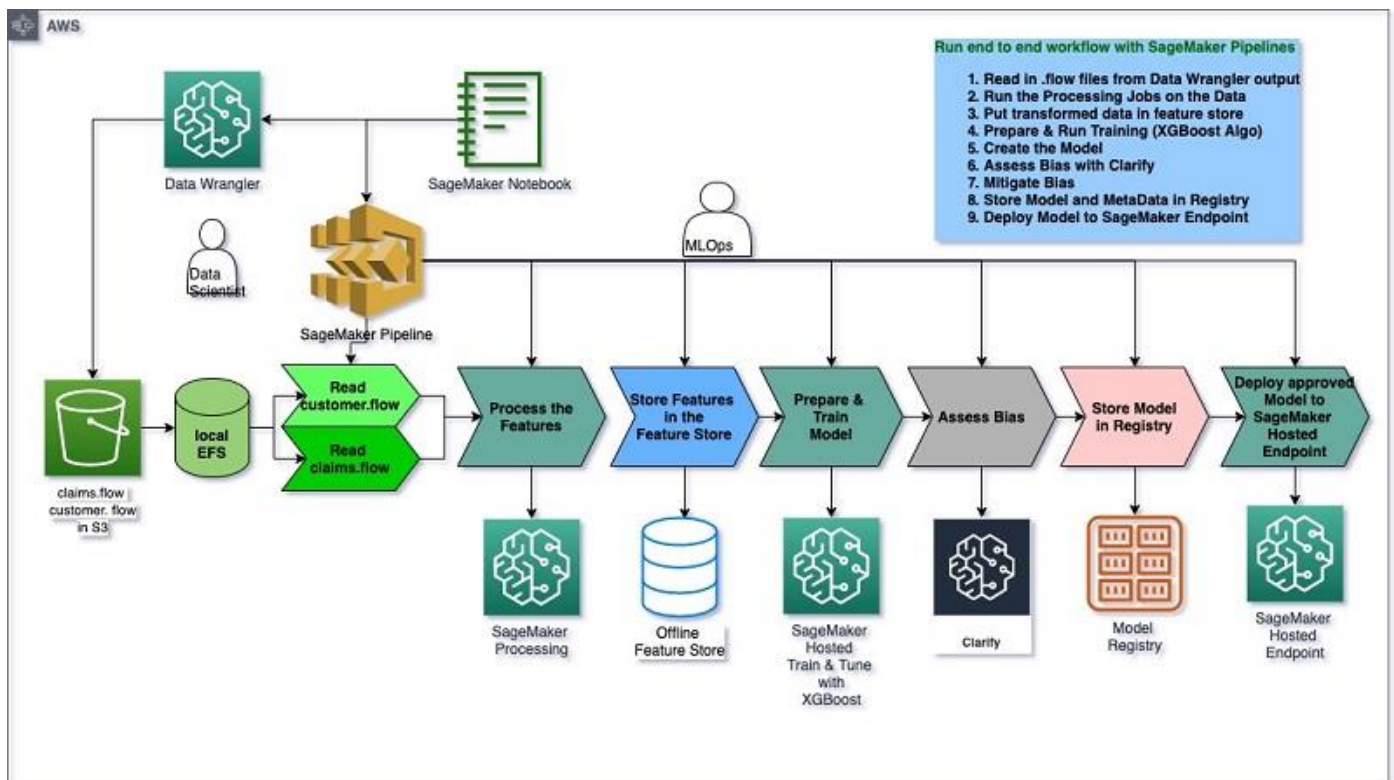 AWS
Run end to end workflow with SageMaker Pipelines
1. Read in .flow files from Data Wrangler output
2. Run the Processing Jobs on the Data
3. Put transformed data in feature store
4. Prepare & Run Training (XGBoost Algo)
5. Create the Model
6. Assess Bias with Clarify
7. Mitigate Bias
8. Store Model and MetaData in Registry
9. Deploy Model to SageMaker Endpoint
Data Wrangler
SageMaker Notebook
Data
Scientist
MLOps
SageMaker Pipeline
claims.flow
customer. flow
in S3
local
EFS
Read
customer.flow
Read
claims.flow
Process the
Features
Store Features
in the
Feature Store
Prepare &
Train
Model
Assess Bias
Store Model
in Registry
Deploy approved
Model to
SageMaker
Hosted
Endpoint
SageMaker
Processing
Offline
Feature Store
SageMaker
Hosted
Train & Tune
with
XGBoost
Clarify
Model
Registry
SageMaker
Hosted
Endpoint